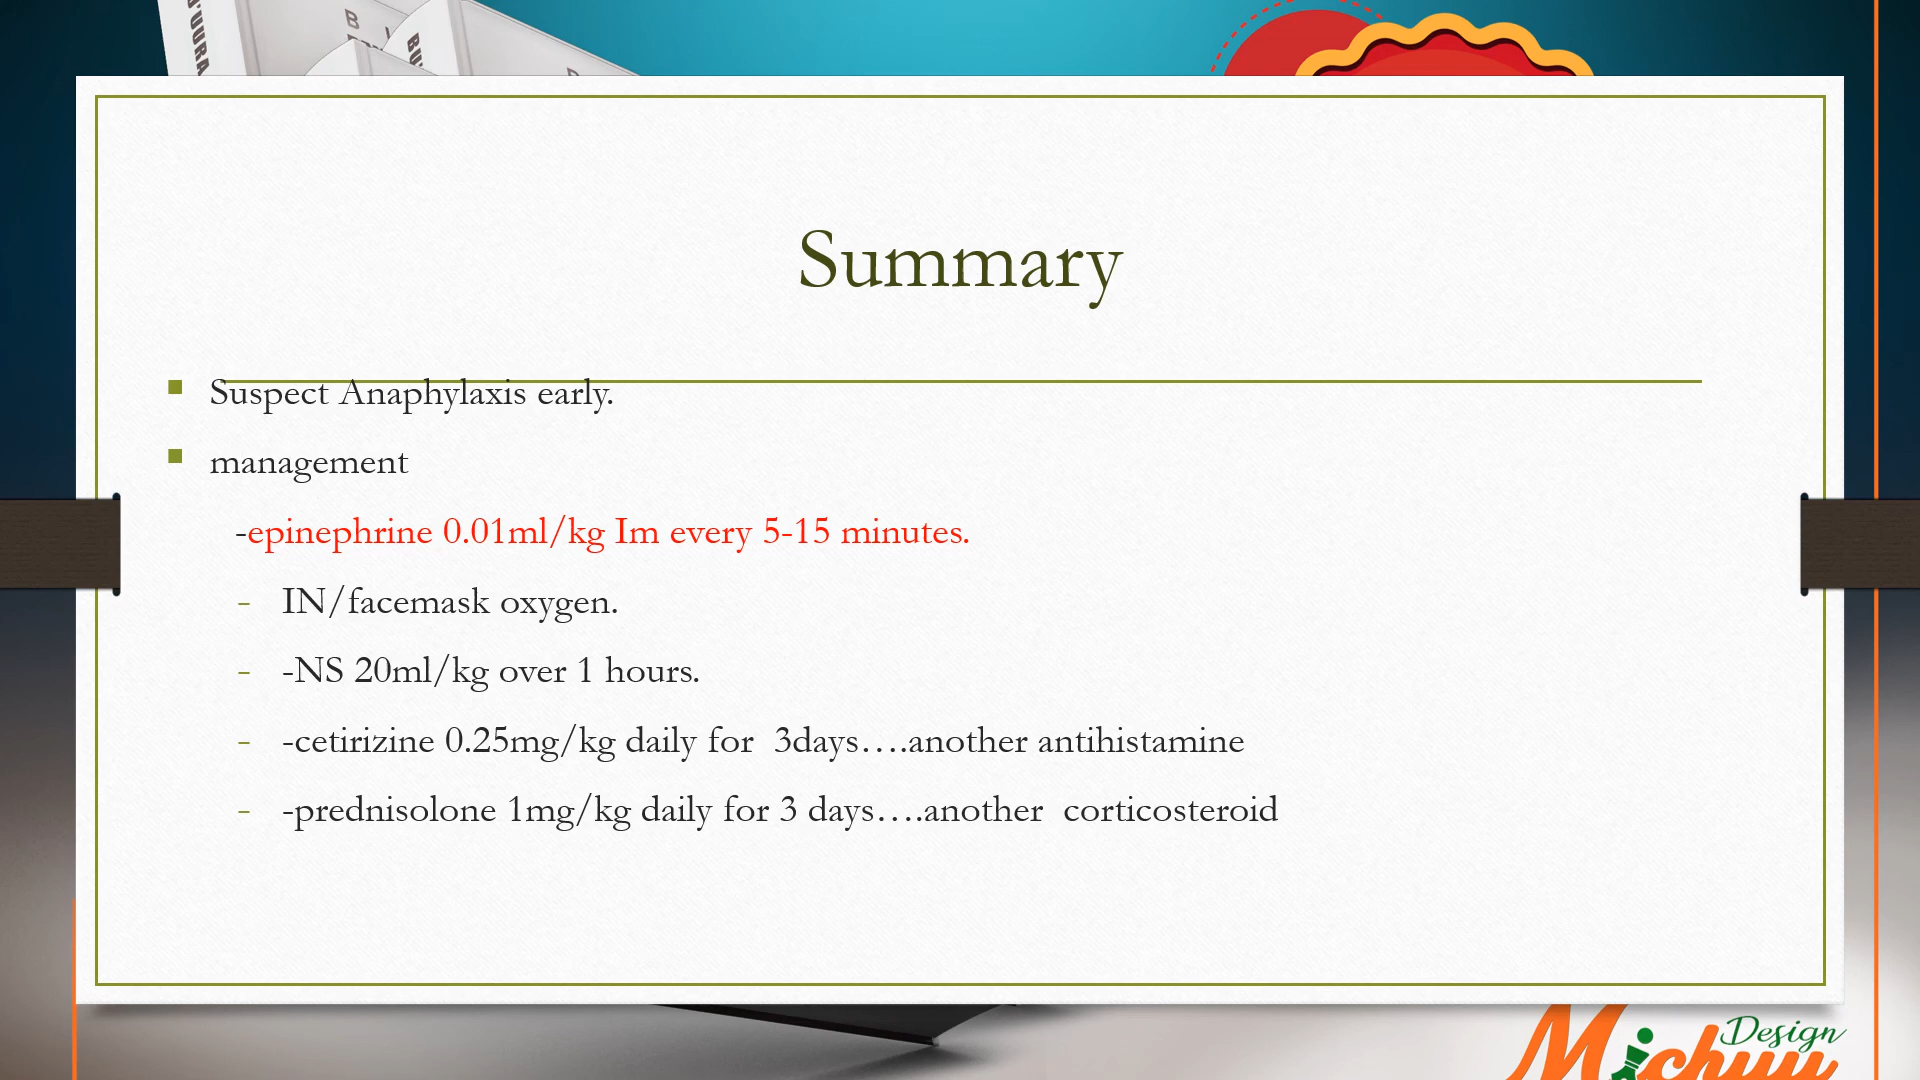 Summary
Suspect Anaphylaxis early.
management
-epinephrine 0.01ml/kg Im every 5-15 minutes.
- IN/facemask oxygen.
- -NS 20ml/kg over 1 hours.
- -cetirizine 0.25mg/kg daily for  3days….another antihistamine
- -prednisolone 1mg/kg daily for 3 days….another  corticosteroid
Design
Michuu